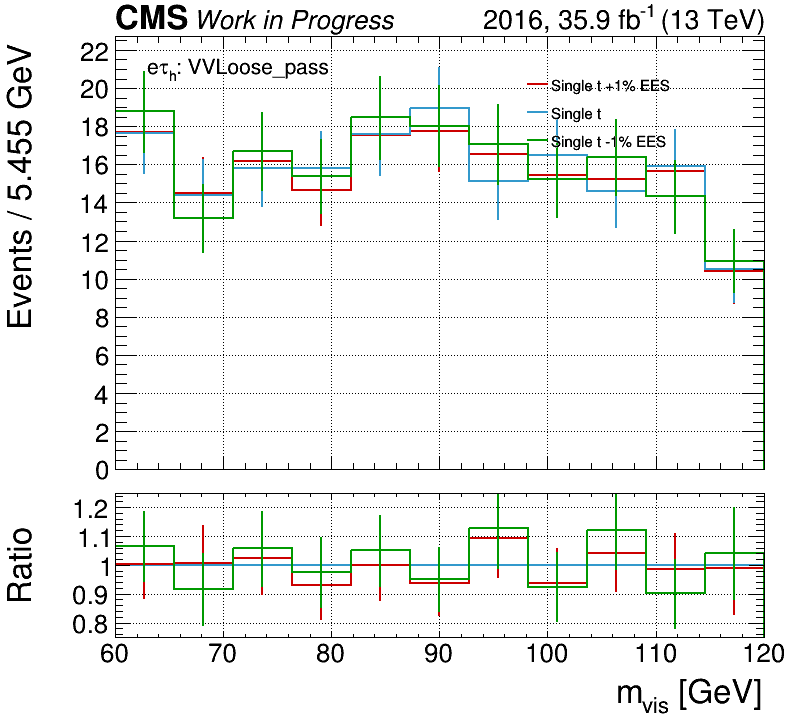 CMS Work in Progress 2016, 35.9 fb⁻¹ (13 TeV)
eτh: VVLoose_pass
Single t +1% EES
Single t
Single t -1% EES
Events / 5.455 GeV
22
20
18
16
14
12
10
8
6
4
2
0
Ratio
1.2
1.1
1
0.9
0.8
60 70 80 90 100 110 120
mvis [GeV]